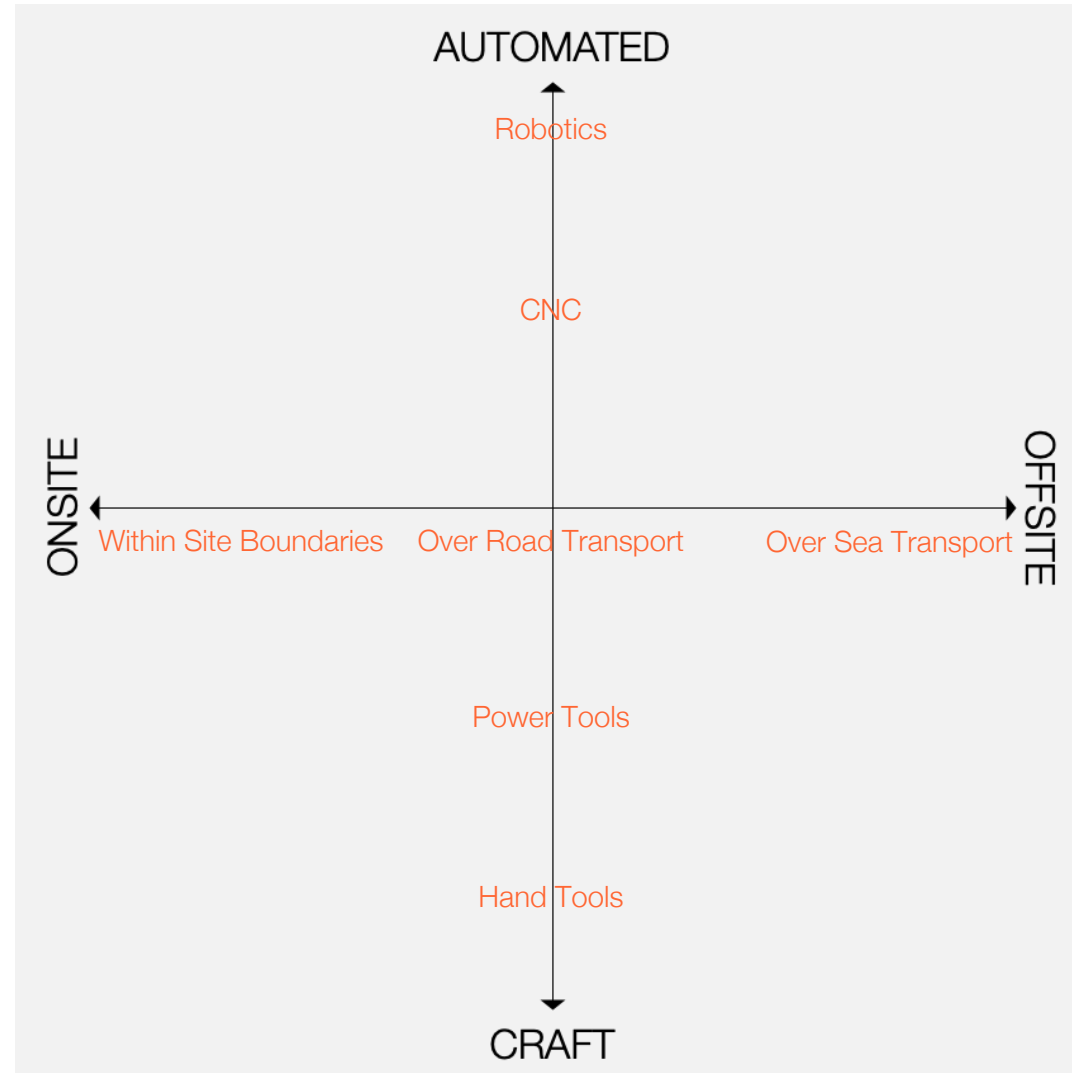 AUTOMATED
Robotics
CNC
ONSITE
OFFSITE
Within Site Boundaries
Over Road Transport
Over Sea Transport
Power Tools
Hand Tools
CRAFT